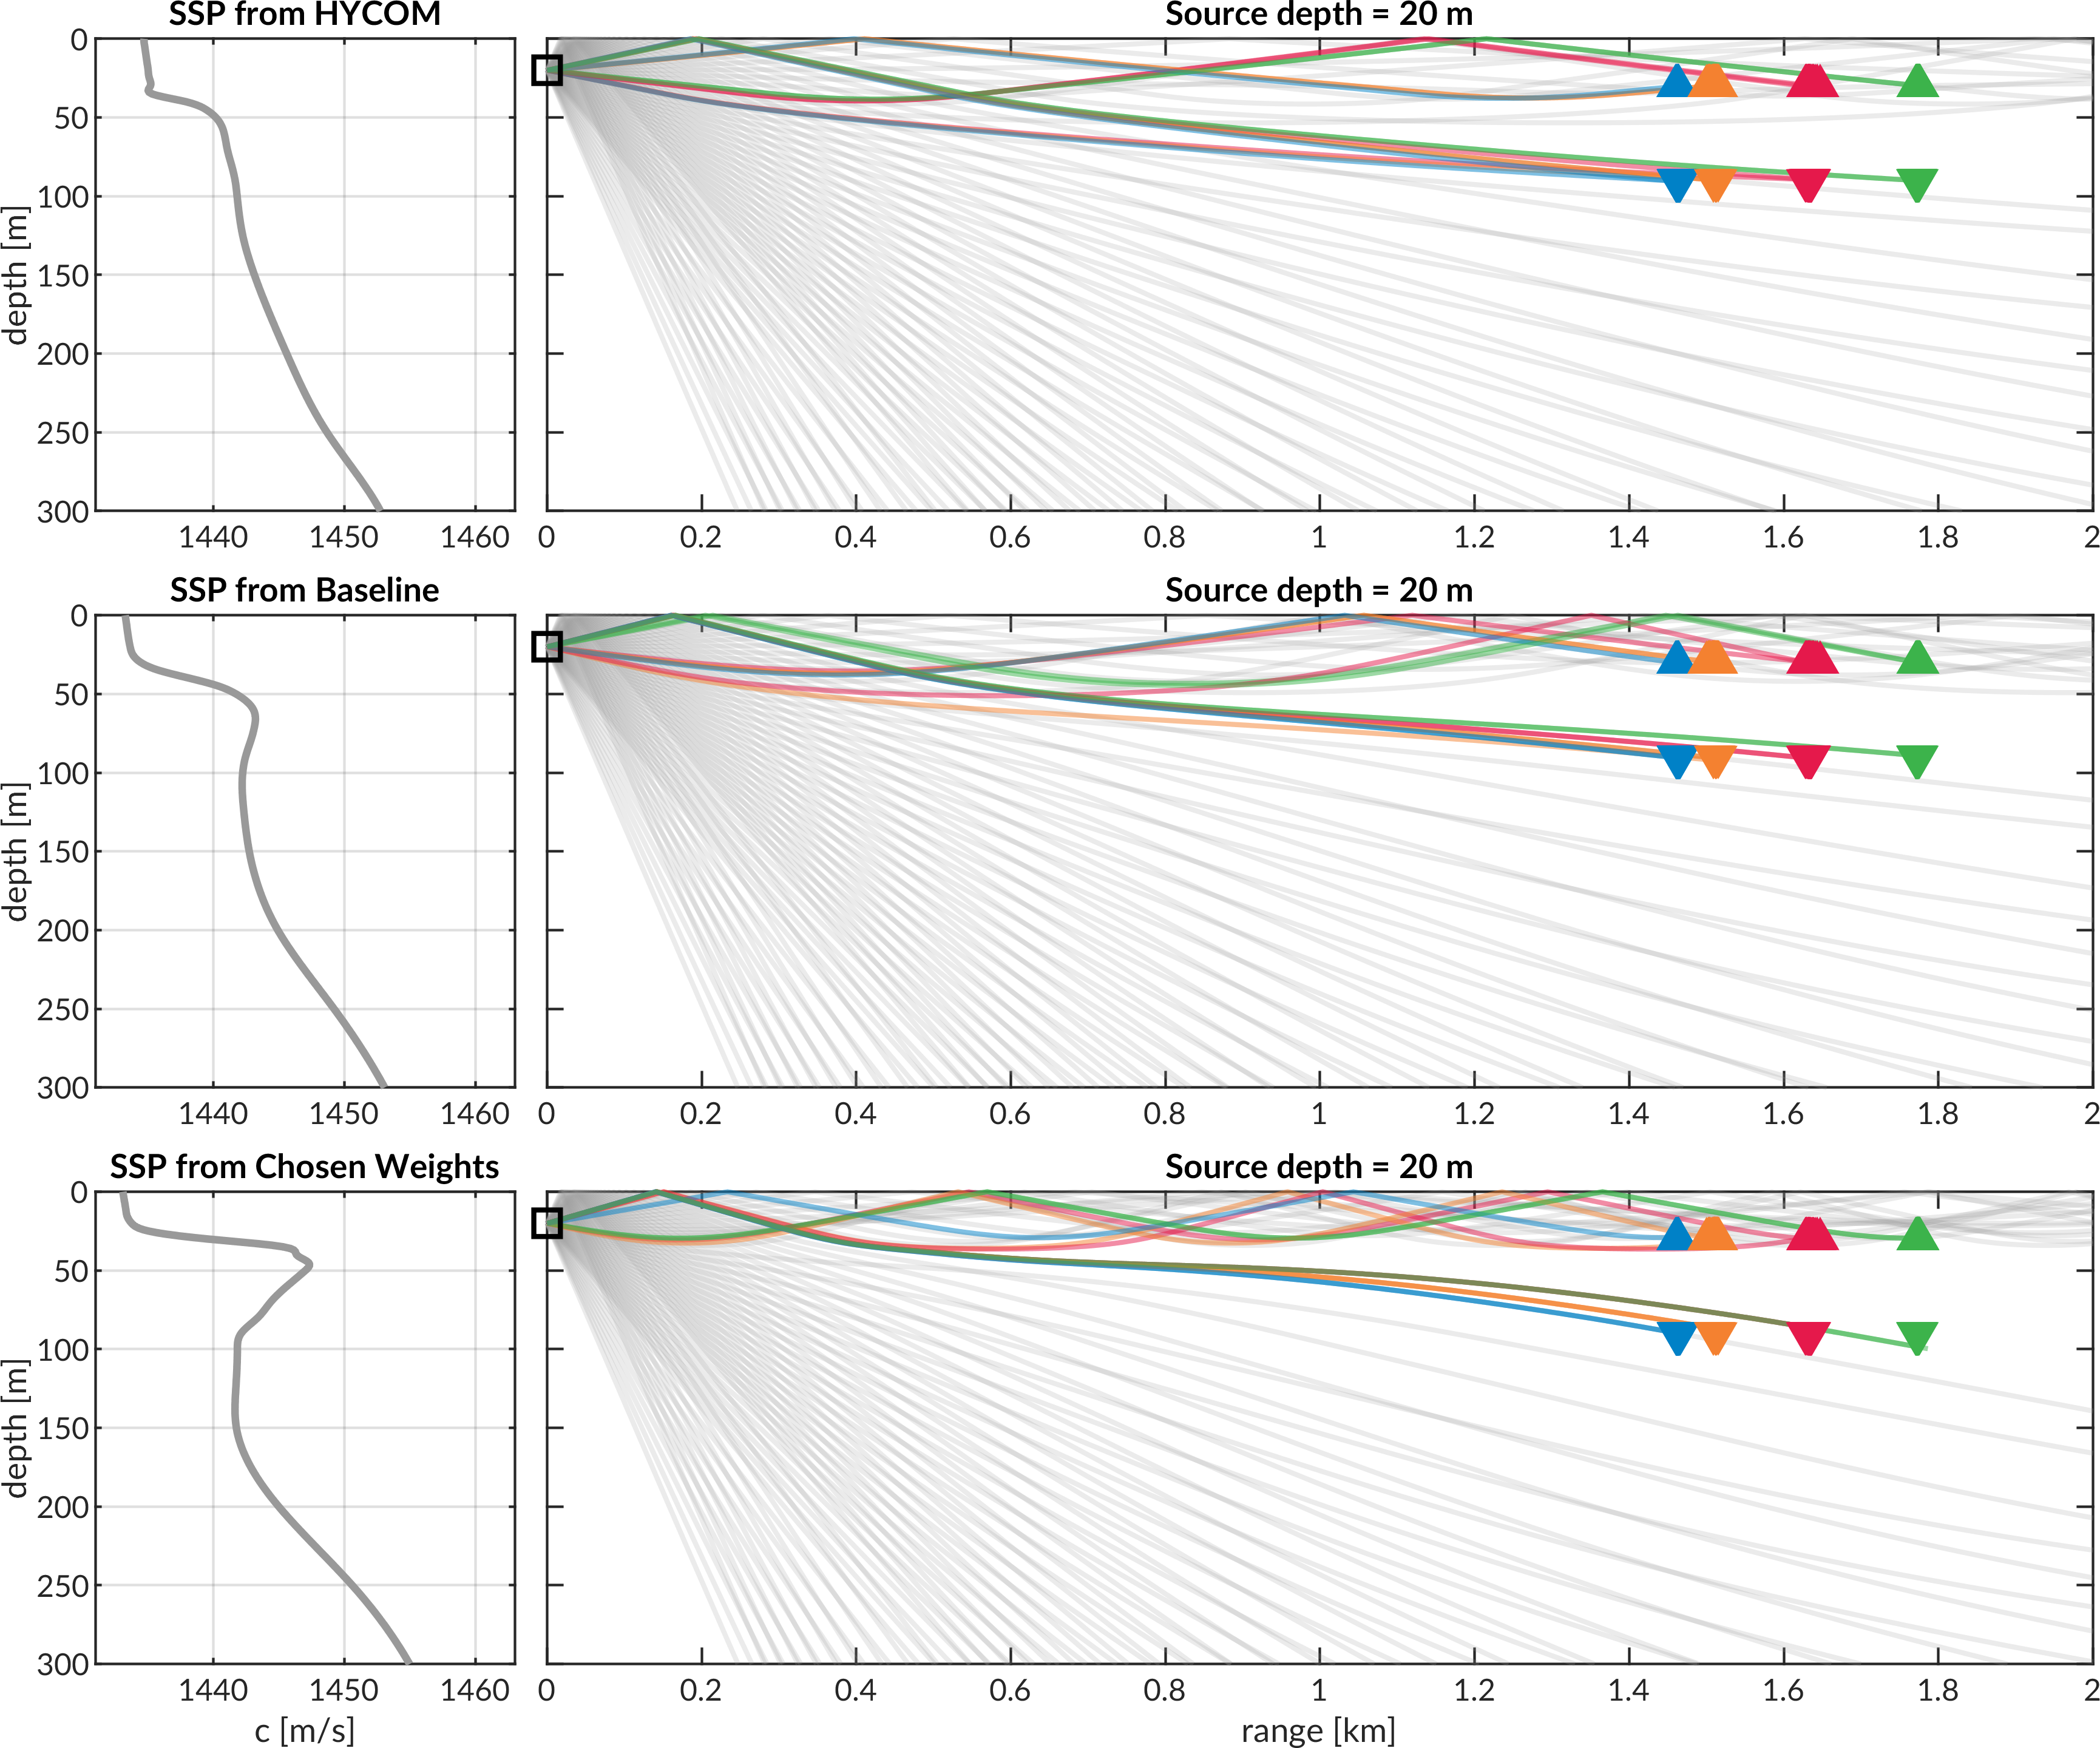 SSP from HYCOM
Source depth = 20 m
depth [m]
0
50
100
150
200
250
300
1440 1450 1460
0 0.2 0.4 0.6 0.8 1 1.2 1.4 1.6 1.8 2
SSP from Baseline
Source depth = 20 m
depth [m]
0
50
100
150
200
250
300
1440 1450 1460
0 0.2 0.4 0.6 0.8 1 1.2 1.4 1.6 1.8 2
SSP from Chosen Weights
Source depth = 20 m
depth [m]
0
50
100
150
200
250
300
1440 1450 1460
0 0.2 0.4 0.6 0.8 1 1.2 1.4 1.6 1.8 2
c [m/s]
range [km]